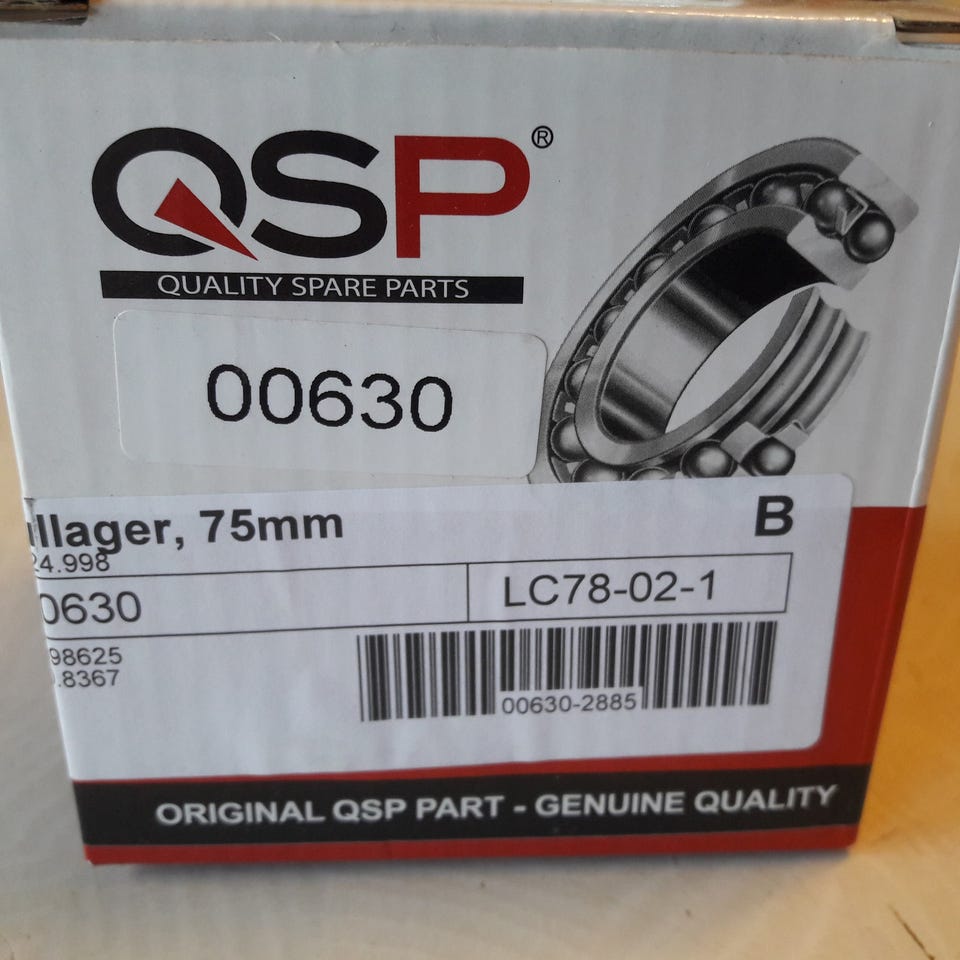 QSP®
QUALITY SPARE PARTS
00630
llager, 75mm
B
24.998
0630
LC78-02-1
98625
.8367
00630-2885
ORIGINAL QSP PART - GENUINE QUALITY